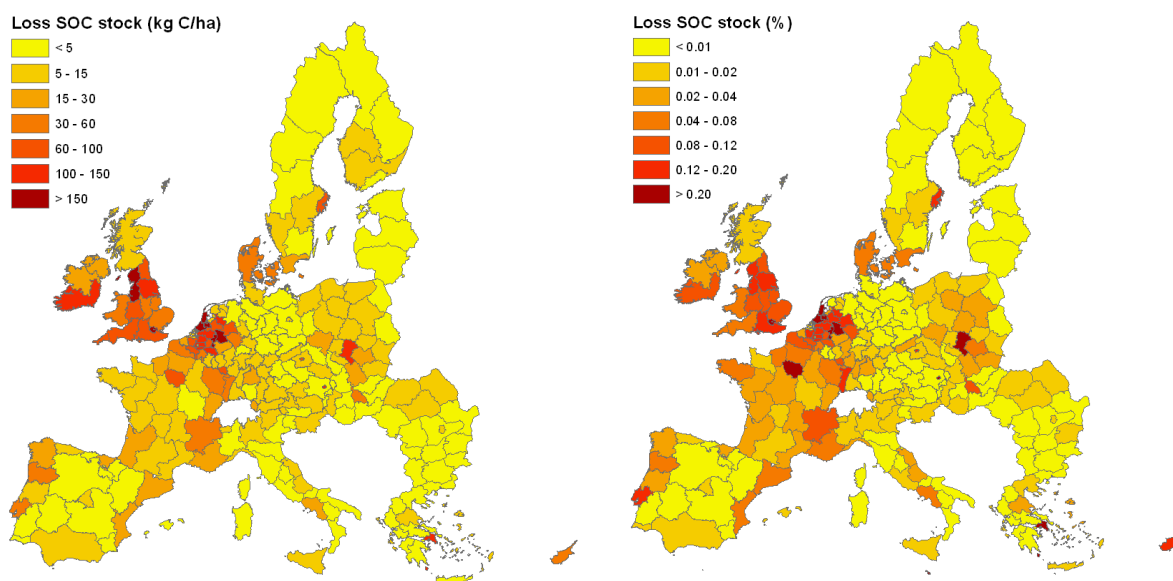 Loss SOC stock (kg C/ha)
< 5
5 - 15
15 - 30
30 - 60
60 - 100
100 - 150
> 150
Loss SOC stock (%)
< 0.01
0.01 - 0.02
0.02 - 0.04
0.04 - 0.08
0.08 - 0.12
0.12 - 0.20
> 0.20